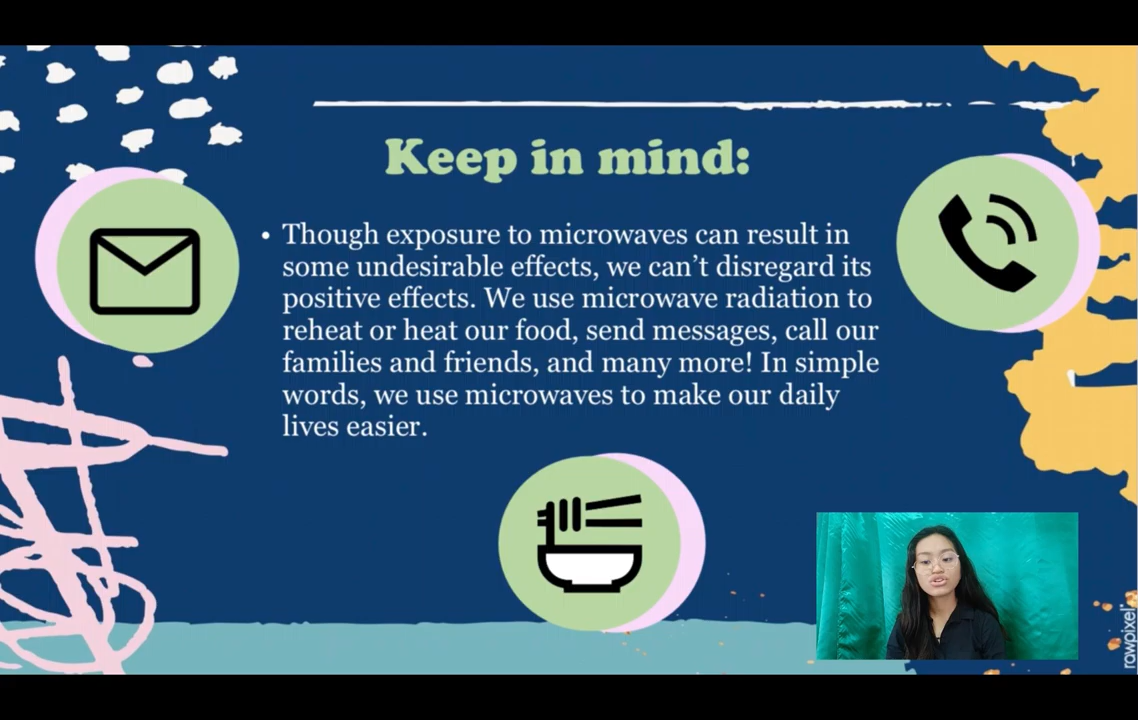 Keep in mind:
• Though exposure to microwaves can result in
some undesirable effects, we can't disregard its
positive effects. We use microwave radiation to
reheat or heat our food, send messages, call our
families and friends, and many more! In simple
words, we use microwaves to make our daily
lives easier.
rawpixel